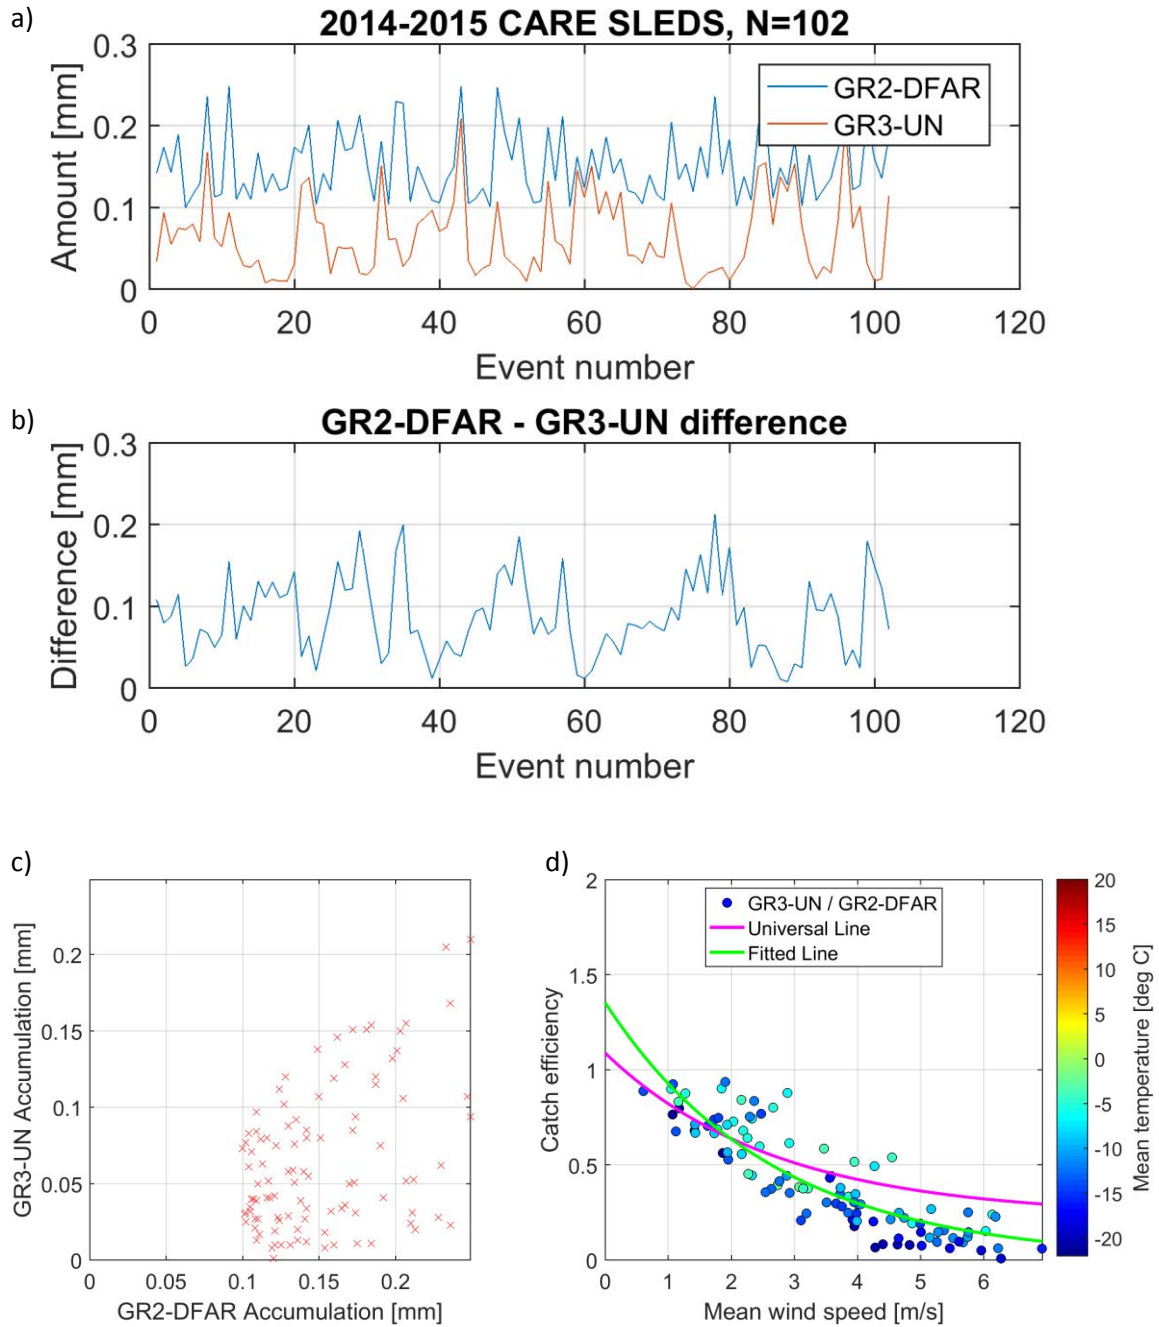 a)
2014-2015 CARE SLEDS, N=102
Amount [mm]
0.3
0.2
0.1
0
GR2-DFAR
GR3-UN
0 20 40 60 80 100 120
Event number
b)
GR2-DFAR - GR3-UN difference
Difference [mm]
0.3
0.2
0.1
0
0 20 40 60 80 100 120
Event number
c)
GR3-UN Accumulation [mm]
0.2
0.15
0.1
0.05
0
0 0.05 0.1 0.15 0.2
GR2-DFAR Accumulation [mm]
d)
Catch efficiency
2
1.5
1
0.5
0
GR3-UN / GR2-DFAR
Universal Line
Fitted Line
0 1 2 3 4 5 6
Mean wind speed [m/s]
20
15
10
5
0
-5
-10
-15
-20
Mean temperature [deg C]